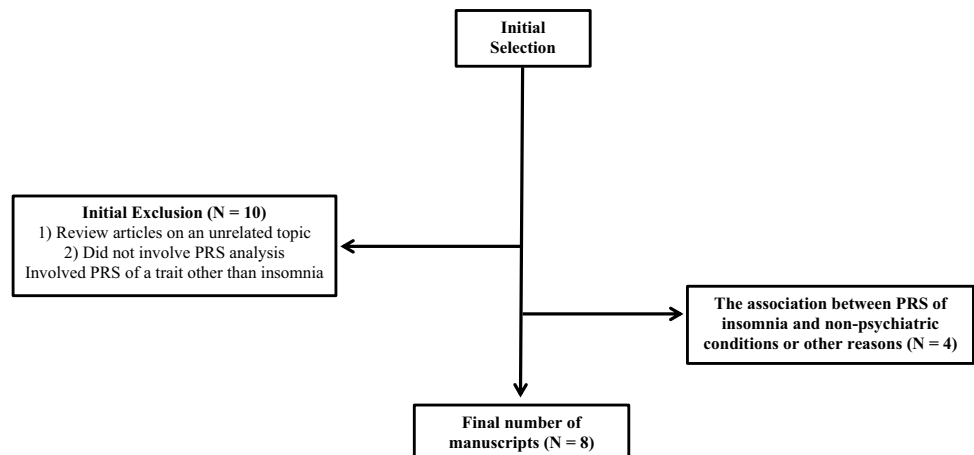 Initial
Selection
Initial Exclusion (N = 10)
1) Review articles on an unrelated topic
2) Did not involve PRS analysis
Involved PRS of a trait other than insomnia
The association between PRS of
insomnia and non-psychiatric
conditions or other reasons (N = 4)
Final number of
manuscripts (N = 8)